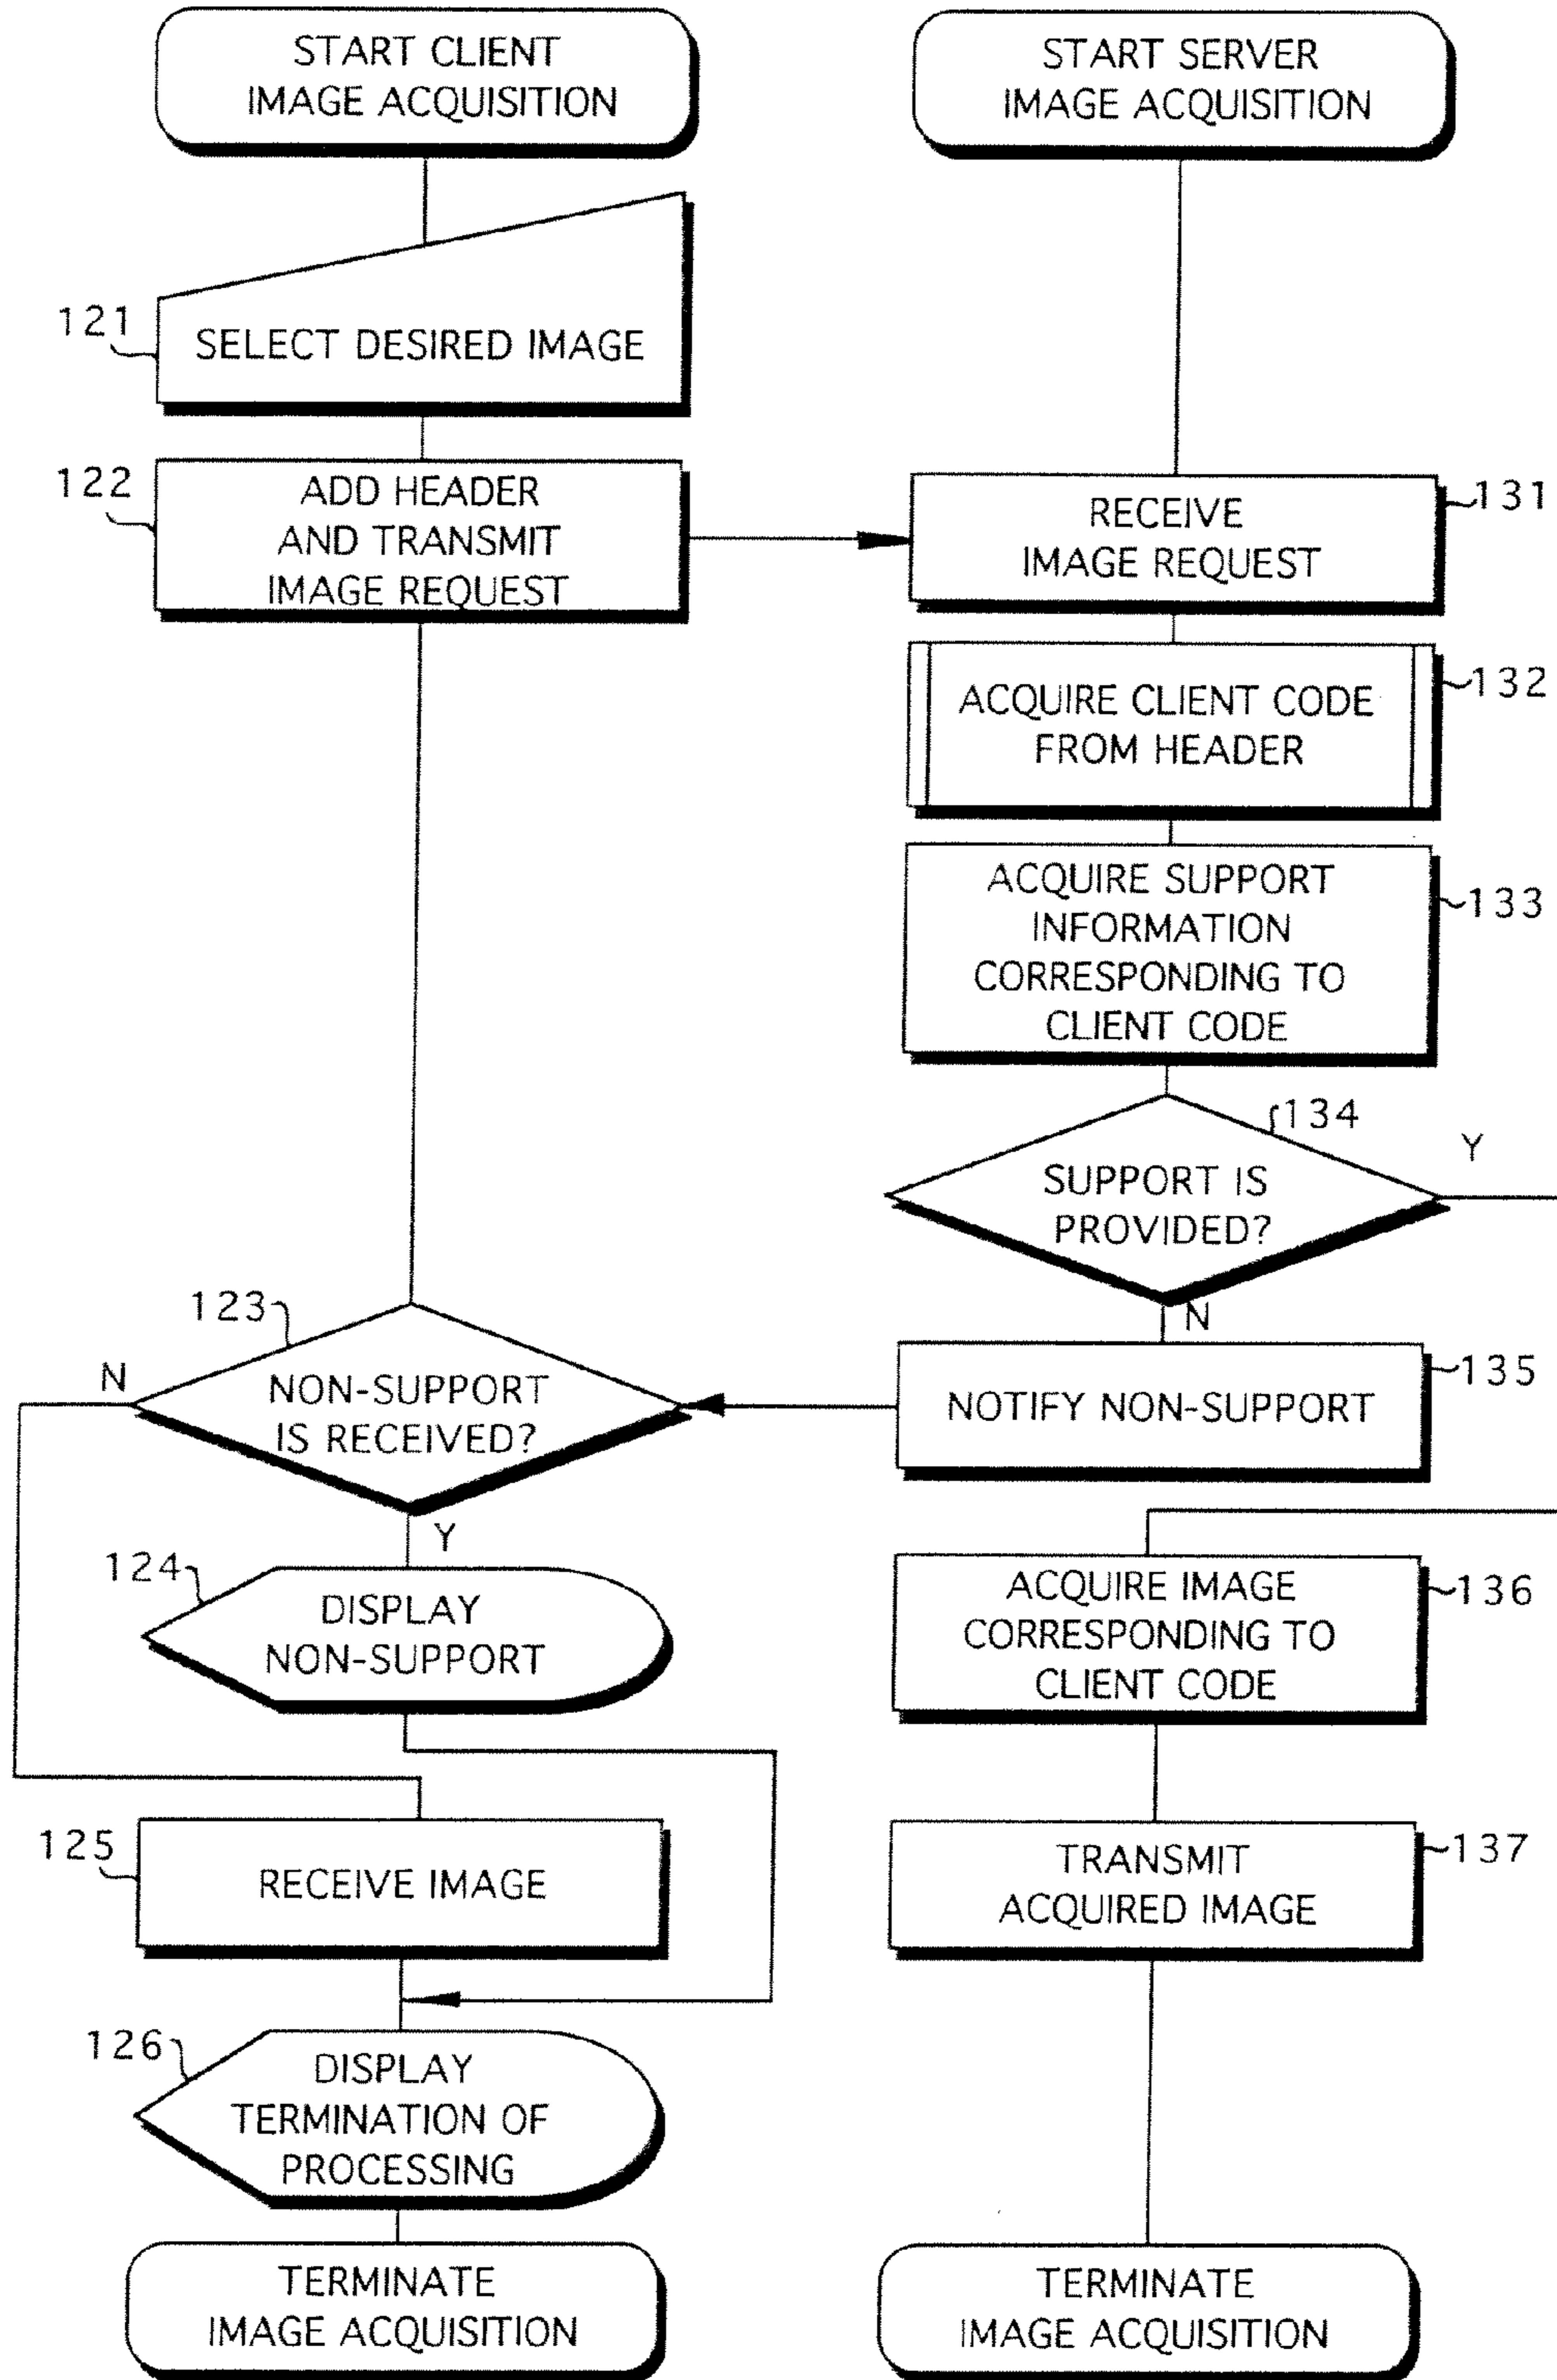 START CLIENT
IMAGE ACQUISITION
121
SELECT DESIRED IMAGE
122
ADD HEADER
AND TRANSMIT
IMAGE REQUEST
123
NON-SUPPORT
IS RECEIVED?
N
Y
124
DISPLAY
NON-SUPPORT
125
RECEIVE IMAGE
126
DISPLAY
TERMINATION OF
PROCESSING
TERMINATE
IMAGE ACQUISITION
START SERVER
IMAGE ACQUISITION
131
RECEIVE
IMAGE REQUEST
132
ACQUIRE CLIENT CODE
FROM HEADER
133
ACQUIRE SUPPORT
INFORMATION
CORRESPONDING TO
CLIENT CODE
134
SUPPORT IS
PROVIDED?
Y
N
135
NOTIFY NON-SUPPORT
136
ACQUIRE IMAGE
CORRESPONDING TO
CLIENT CODE
137
TRANSMIT
ACQUIRED IMAGE
TERMINATE
IMAGE ACQUISITION